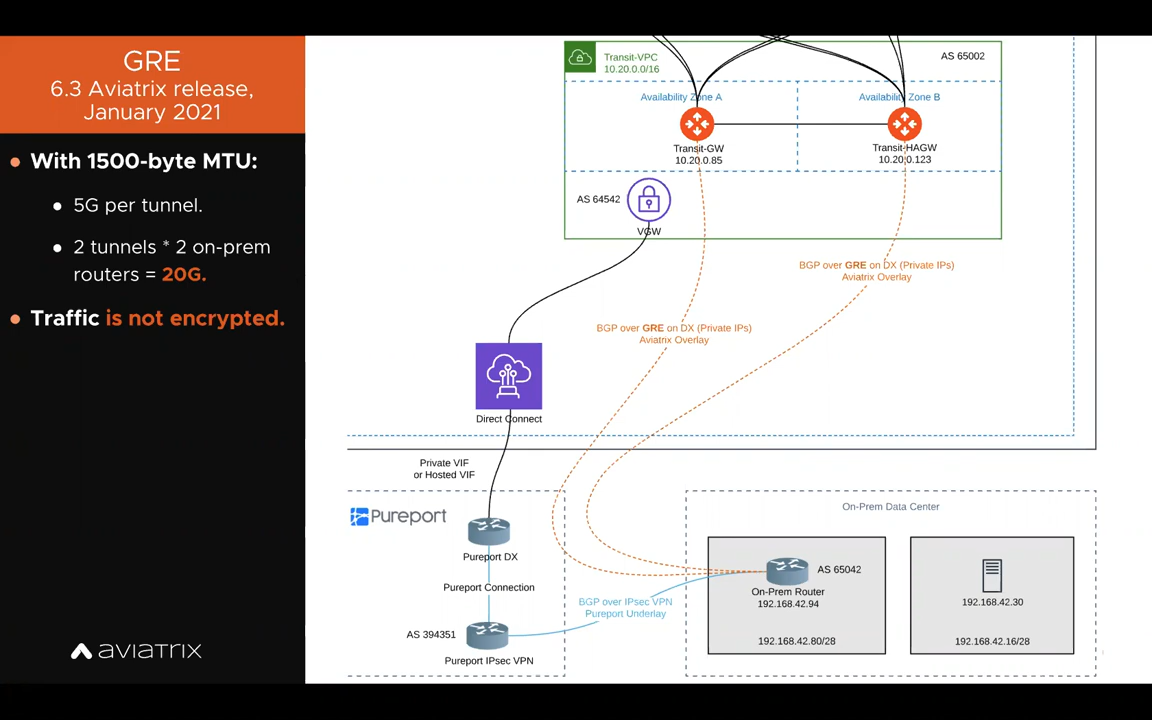 GRE
6.3 Aviatrix release,
January 2021
With 1500-byte MTU:
5G per tunnel.
2 tunnels * 2 on-prem
routers = 20G.
Traffic is not encrypted.
aviatrix
Transit-VPC
10.20.0.0/16
AS 65002
Availability Zone A
Availability Zone B
Transit-GW
10.20.0.85
Transit-HAGW
10.20.0.123
AS 64542
VGW
BGP over GRE on DX (Private IPs)
Aviatrix Overlay
BGP over GRE on DX (Private IPs)
Aviatrix Overlay
Direct Connect
Private VIF
or Hosted VIF
Pureport
Pureport DX
Pureport Connection
AS 394351
Pureport IPsec VPN
BGP over IPsec VPN
Pureport Underlay
On-Prem Data Center
AS 65042
On-Prem Router
192.168.42.94
192.168.42.80/28
192.168.42.30
192.168.42.16/28